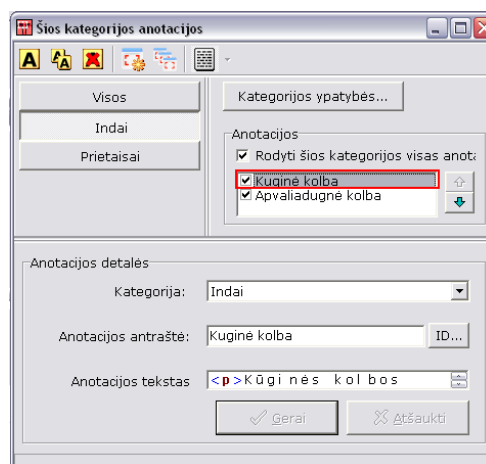 Šios kategorijos anotacijos
Visos
Indai
Prietaisai
Kategorijos ypatybės...
Anotacijos
Rodyti šios kategorijos visas anota
Kuginė kolba
Apvaliadugnė kolba
Anotacijos detalės
Kategorija:
Indai
Anotacijos antraštė:
Kuginė kolba
ID...
Anotacijos tekstas
<p>Kūginės kolbos
Gerai
Atšaukti